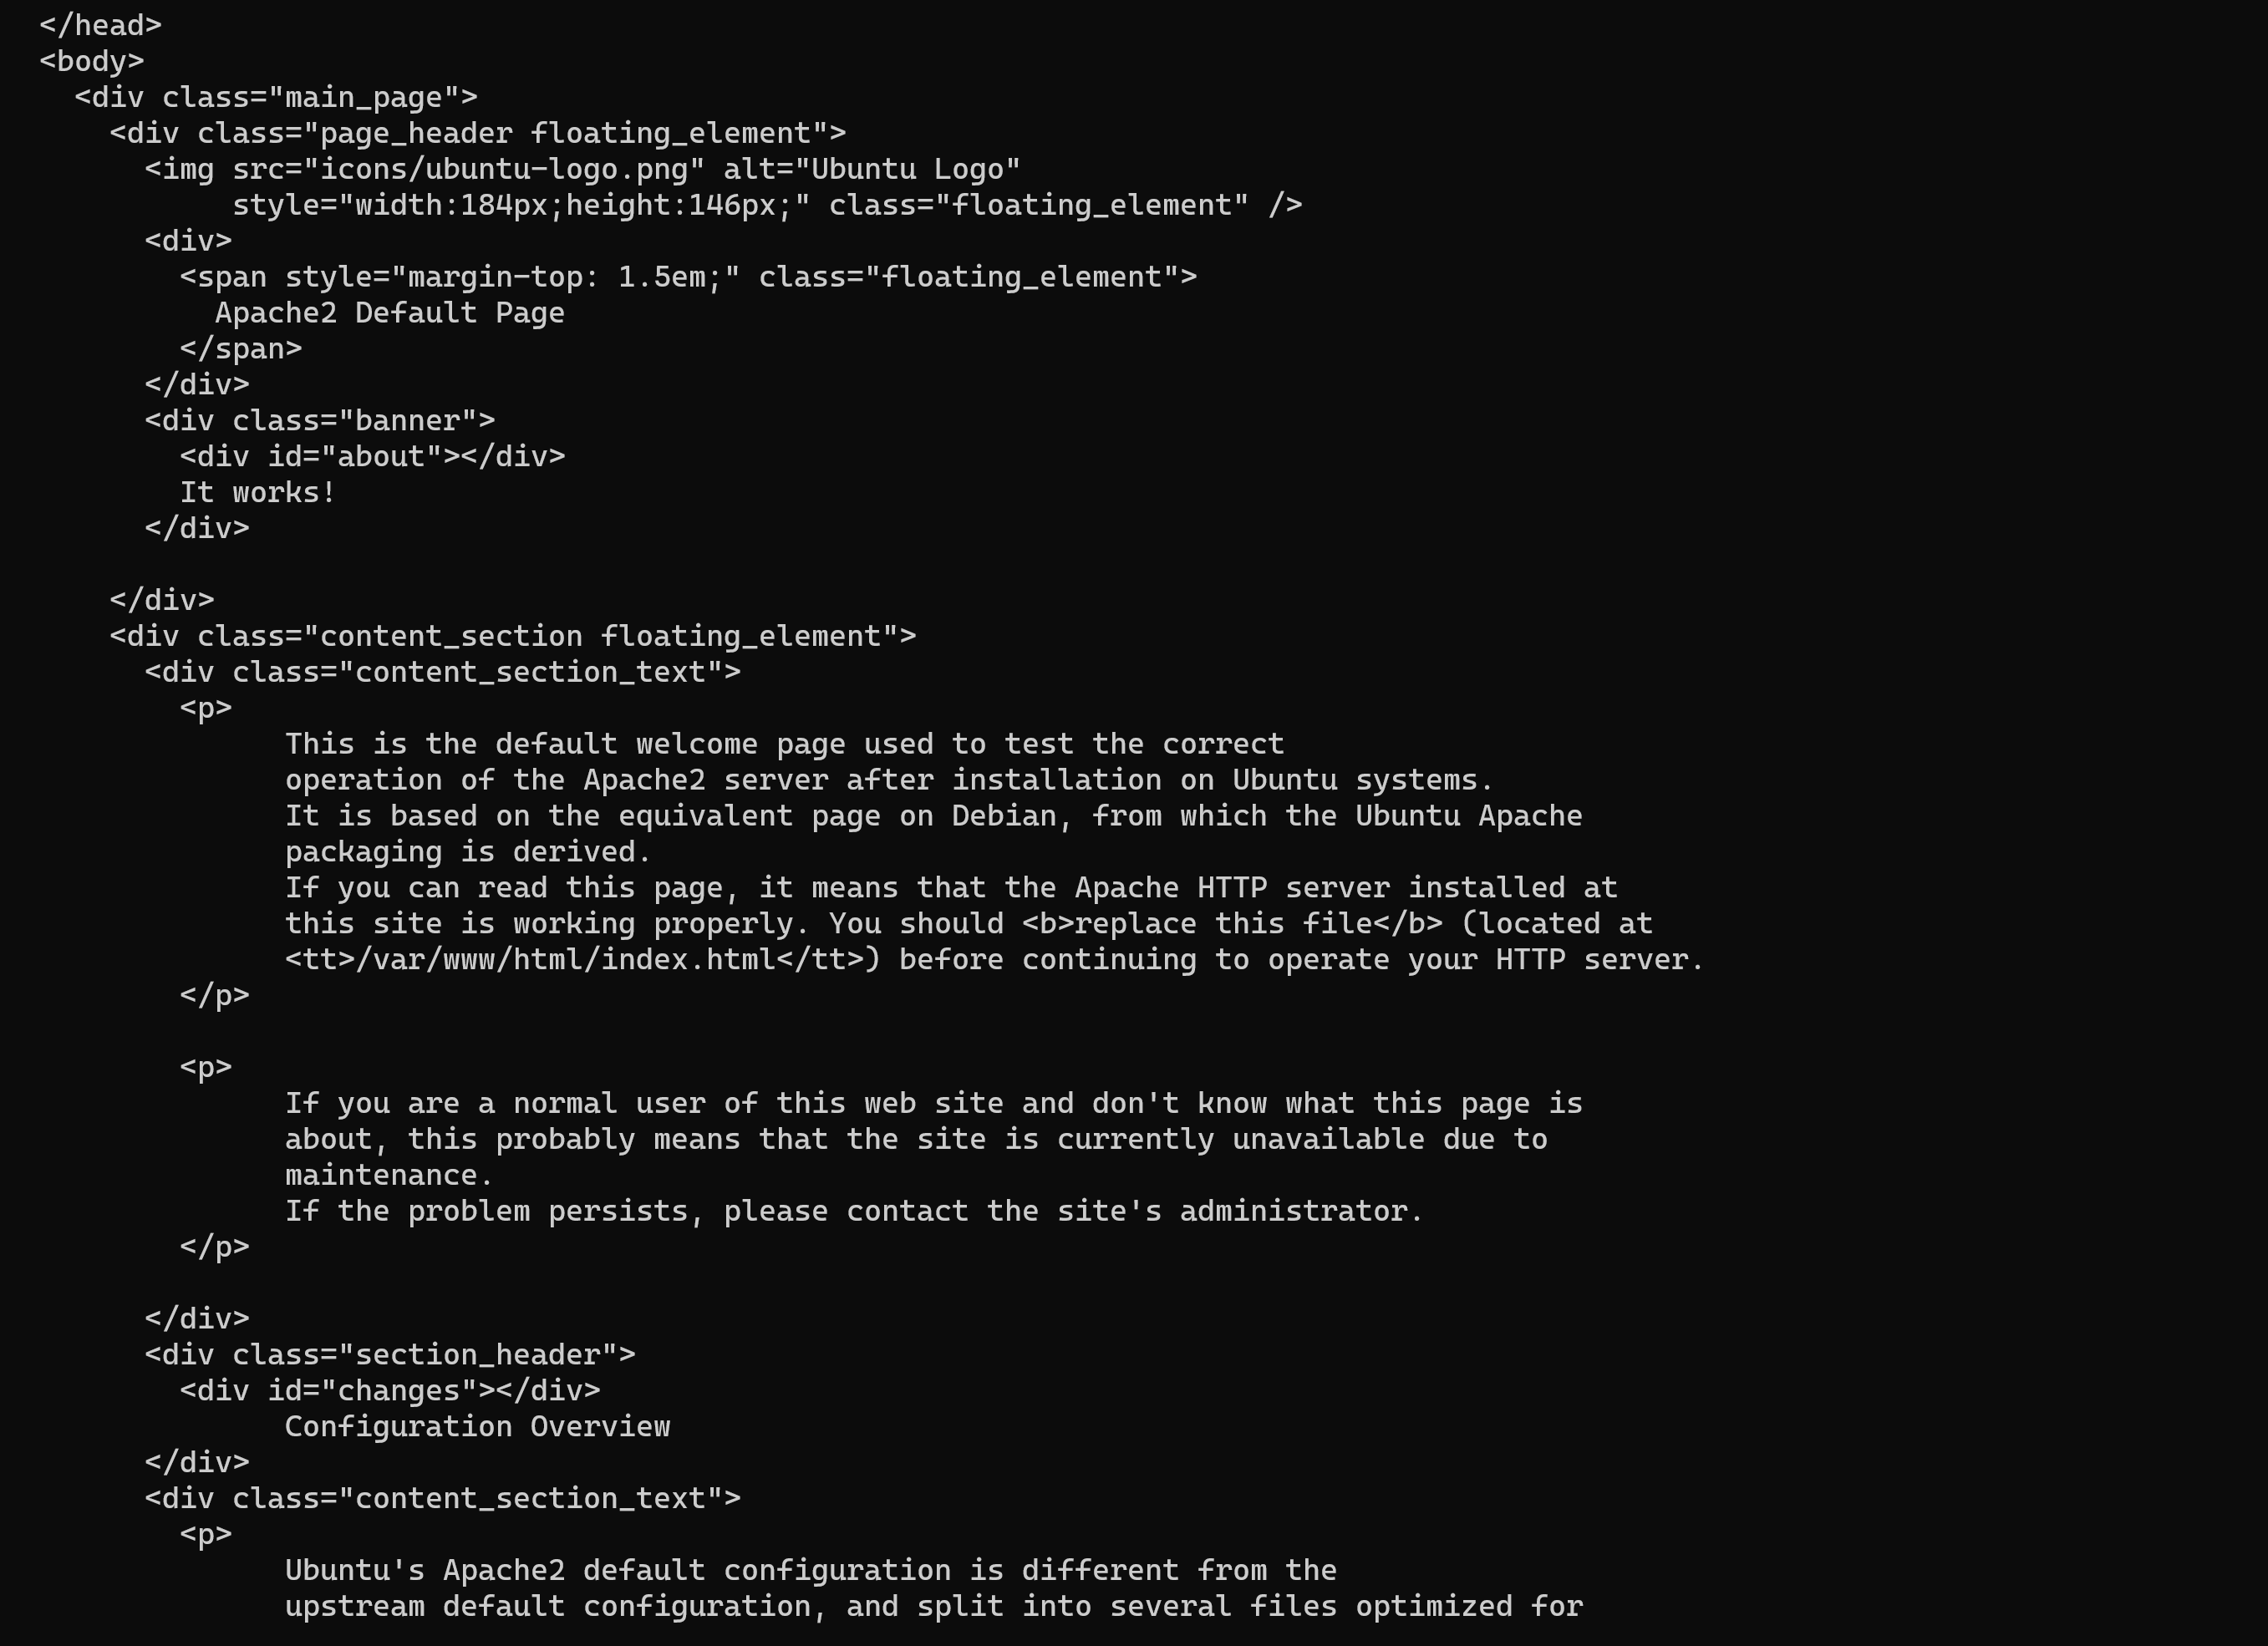 </head>
<body>
<div class="main_page">
<div class="page_header floating_element">
<img src="icons/ubuntu-logo.png" alt="Ubuntu Logo"
style="width:184px;height:146px;" class="floating_element" />
<div>
<span style="margin-top: 1.5em;" class="floating_element">
Apache2 Default Page
</span>
</div>
<div class="banner">
<div id="about"></div>
It works!
</div>
</div>
<div class="content_section floating_element">
<div class="content_section_text">
<p>
This is the default welcome page used to test the correct
operation of the Apache2 server after installation on Ubuntu systems.
It is based on the equivalent page on Debian, from which the Ubuntu Apache
packaging is derived.
If you can read this page, it means that the Apache HTTP server installed at
this site is working properly. You should <b>replace this file</b> (located at
<tt>/var/www/html/index.html</tt>) before continuing to operate your HTTP server.
</p>
<p>
If you are a normal user of this web site and don't know what this page is
about, this probably means that the site is currently unavailable due to
maintenance.
If the problem persists, please contact the site's administrator.
</p>
</div>
<div class="section_header">
<div id="changes"></div>
Configuration Overview
</div>
<div class="content_section_text">
<p>
Ubuntu's Apache2 default configuration is different from the
upstream default configuration, and split into several files optimized for